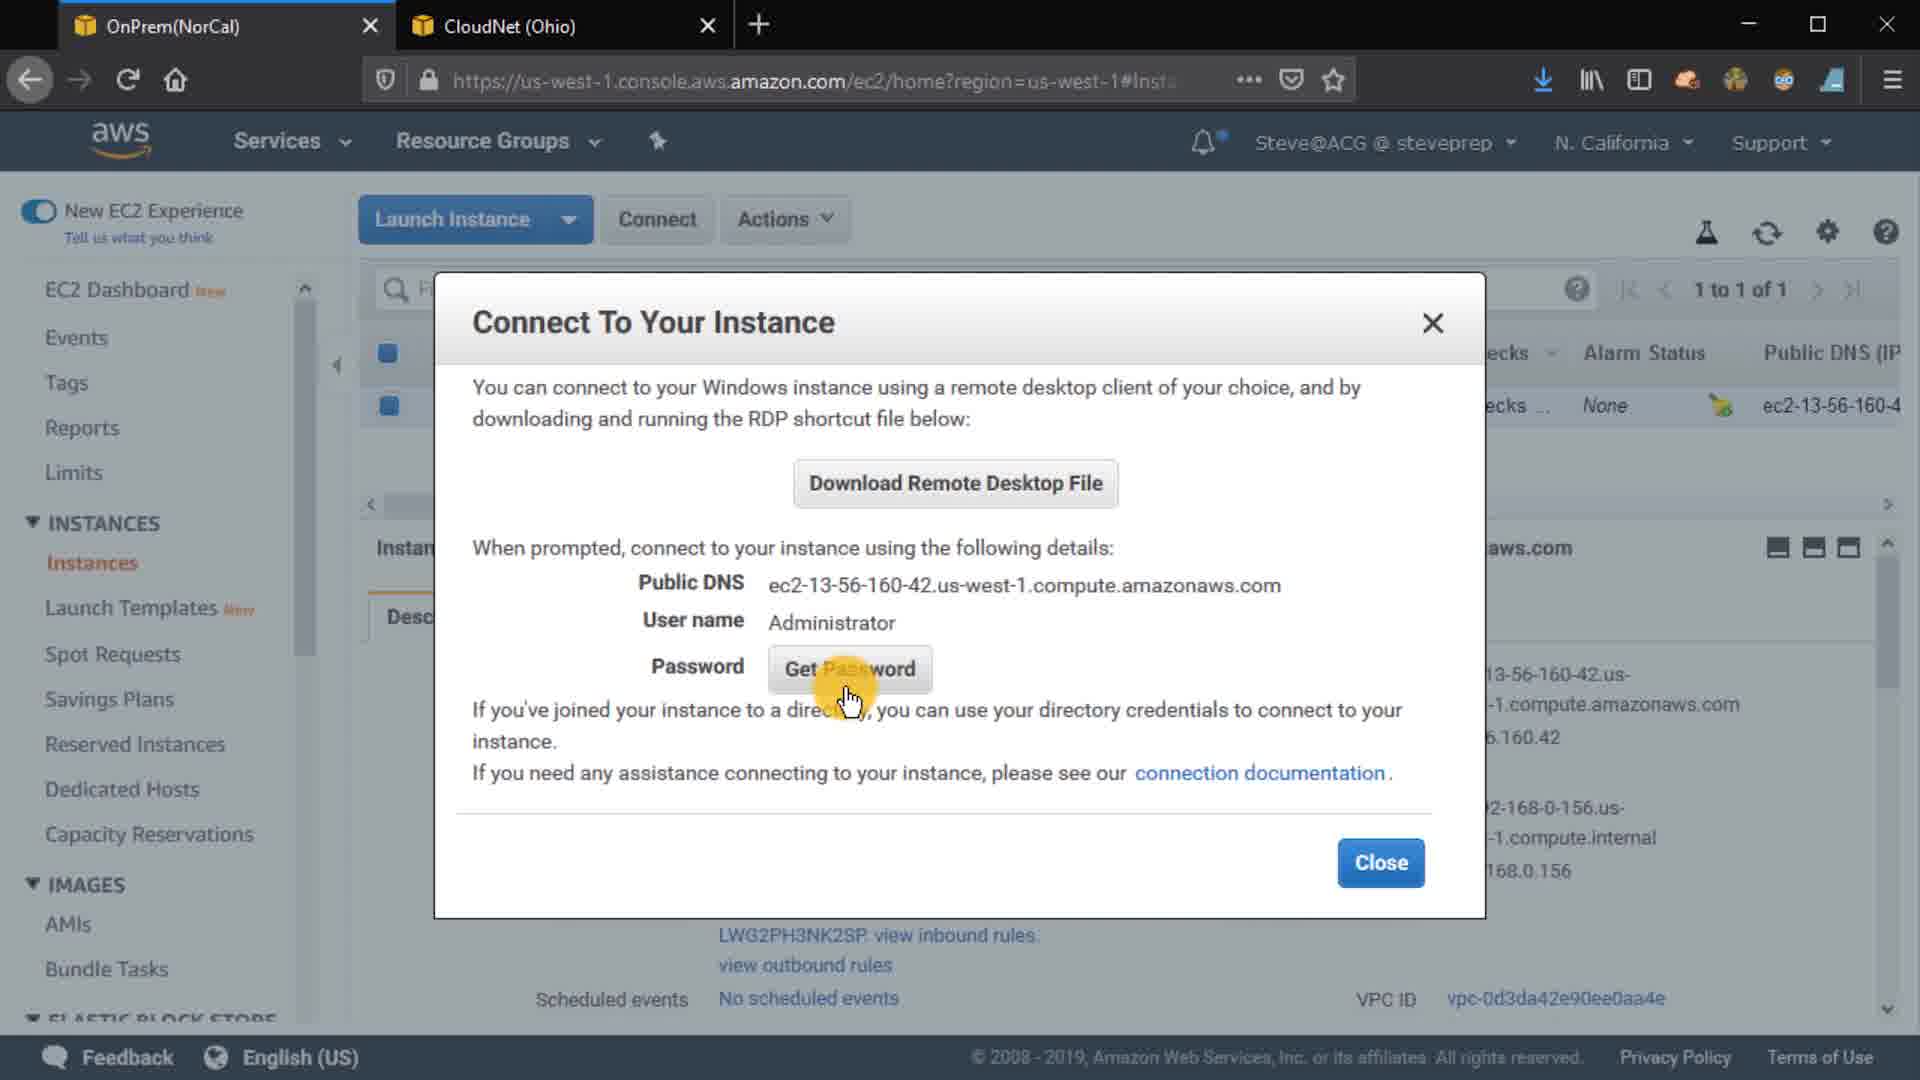 OnPrem(NorCal)
CloudNet (Ohio)
https://us-west-1.console.aws.amazon.com/ec2/home?region=us-west-1#Inst
aws
Services
Resource Groups
Steve@ACG @ steveprep
N. California
Support
New EC2 Experience
Tell us what you think
Launch Instance
Connect
Actions
EC2 Dashboard New
Events
Tags
Reports
Limits
INSTANCES
Instances
Launch Templates New
Spot Requests
Savings Plans
Reserved Instances
Dedicated Hosts
Capacity Reservations
IMAGES
AMIs
Bundle Tasks
ELASTIC BLOCK STORE
1 to 1 of 1
ecks
Alarm Status
Public DNS (IP
ecks ...
None
ec2-13-56-160-4
Connect To Your Instance
You can connect to your Windows instance using a remote desktop client of your choice, and by
downloading and running the RDP shortcut file below:
Download Remote Desktop File
When prompted, connect to your instance using the following details:
Public DNS ec2-13-56-160-42.us-west-1.compute.amazonaws.com
User name Administrator
Password Get Password
If you've joined your instance to a directory, you can use your directory credentials to connect to your
instance.
If you need any assistance connecting to your instance, please see our connection documentation.
Close
Instan
aws.com
Desc
13-56-160-42.us-
-1.compute.amazonaws.com
6.160.42
92-168-0-156.us-
-1.compute.internal
168.0.156
LWG2PH3NK2SP. view inbound rules.
view outbound rules
Scheduled events No scheduled events
VPC ID vpc-0d3da42e90ee0aa4e
Feedback
English (US)
© 2008 - 2019, Amazon Web Services, Inc. or its affiliates. All rights reserved.
Privacy Policy
Terms of Use